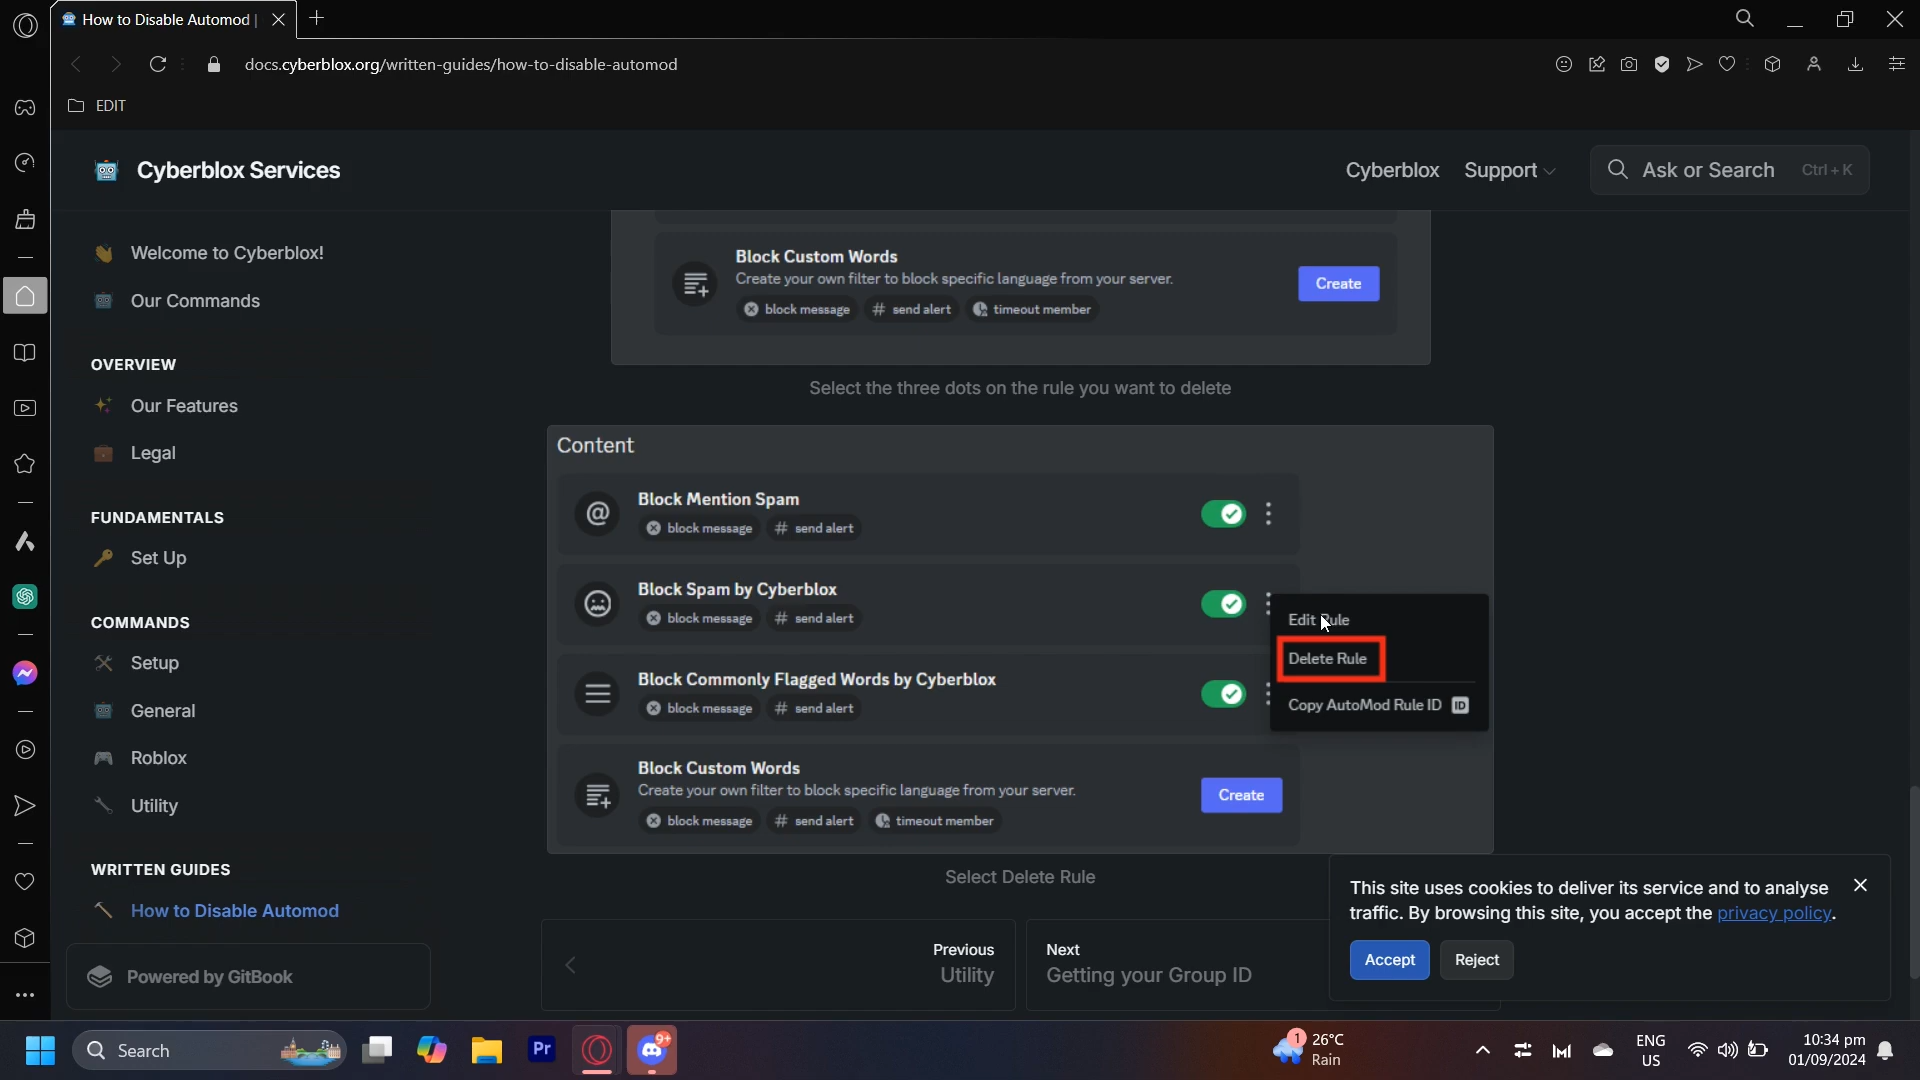 How to Disable Automod |
docs.cyberblox.org/written-guides/how-to-disable-automod
EDIT
Cyberblox Services
Cyberblox
Support
Ask or Search
Ctrl + K
Welcome to Cyberblox!
Our Commands
OVERVIEW
Our Features
Legal
FUNDAMENTALS
Set Up
COMMANDS
Setup
General
Roblox
Utility
WRITTEN GUIDES
How to Disable Automod
Powered by GitBook
Block Custom Words
Create your own filter to block specific language from your server.
block message # send alert timeout member
Create
Select the three dots on the rule you want to delete
Content
Block Mention Spam
block message # send alert
Block Spam by Cyberblox
block message # send alert
Block Commonly Flagged Words by Cyberblox
block message # send alert
Block Custom Words
Create your own filter to block specific language from your server.
block message # send alert timeout member
Create
Edit Rule
Delete Rule
Copy AutoMod Rule ID ID
Select Delete Rule
Previous
Utility
Next
Getting your Group ID
This site uses cookies to deliver its service and to analyse
traffic. By browsing this site, you accept the privacy policy.
Accept
Reject
Search
Pr
9+
1
26°C
Rain
ENG
US
10:34 pm
01/09/2024